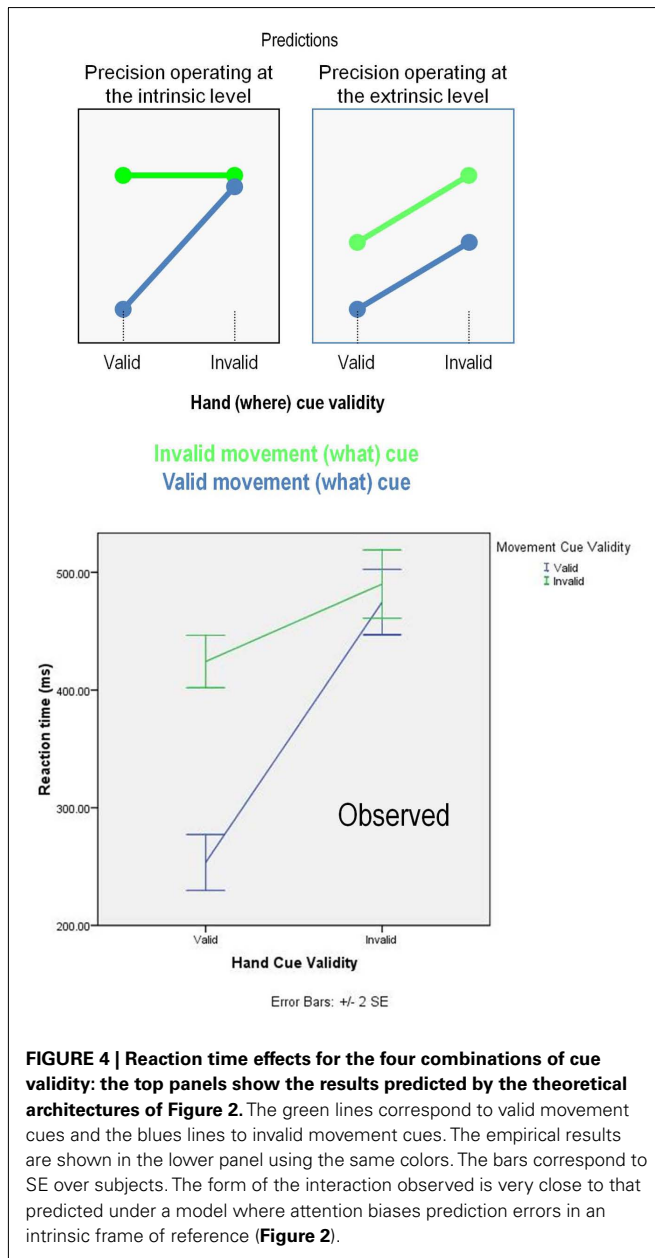 Predictions
Precision operating at
the intrinsic level
Precision operating at
the extrinsic level
Valid Invalid
Valid Invalid
Hand (where) cue validity
Invalid movement (what) cue
Valid movement (what) cue
Movement Cue Validity
Valid
Invalid
500.00
400.00
300.00
200.00
Reaction time (ms)
Observed
Valid Invalid
Hand Cue Validity
Error Bars: +/- 2 SE
FIGURE 4 | Reaction time effects for the four combinations of cue
validity: the top panels show the results predicted by the theoretical
architectures of Figure 2. The green lines correspond to valid movement
cues and the blues lines to invalid movement cues. The empirical results
are shown in the lower panel using the same colors. The bars correspond to
SE over subjects. The form of the interaction observed is very close to that
predicted under a model where attention biases prediction errors in an
intrinsic frame of reference (Figure 2).